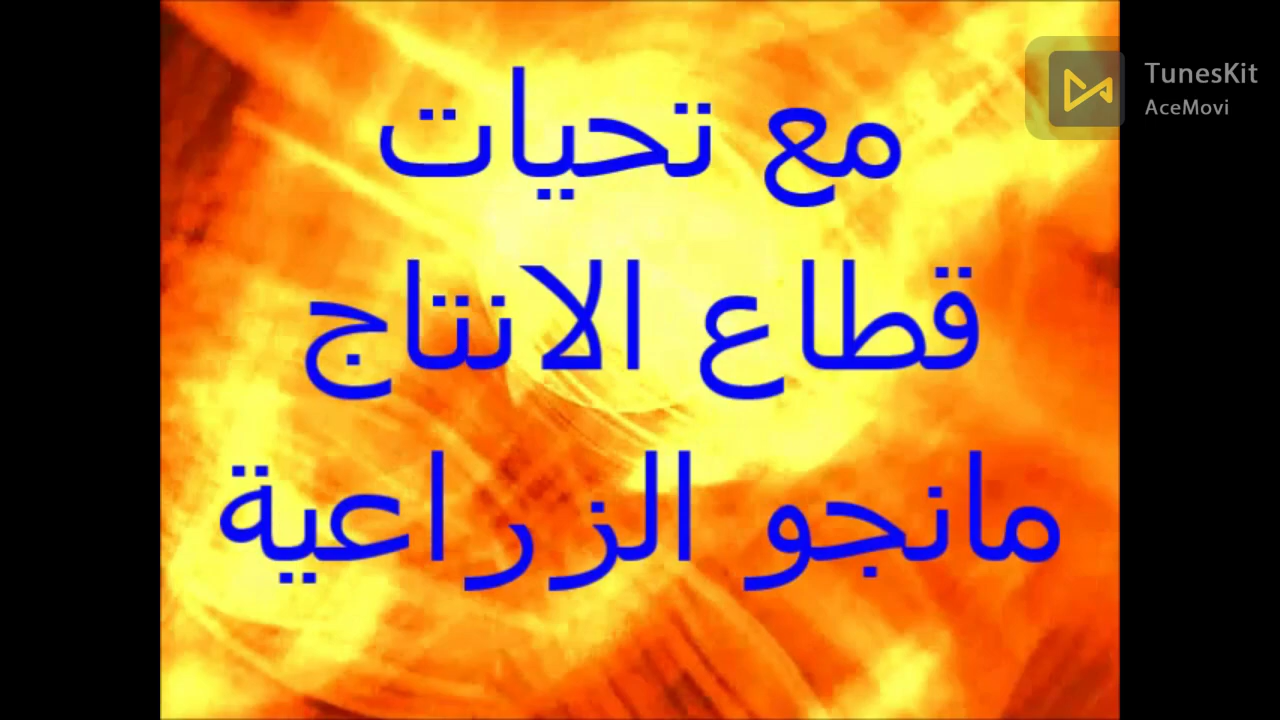 مع تحيات
قطاع الانتاج
مانجو الزراعية
TunesKit
AceMovi